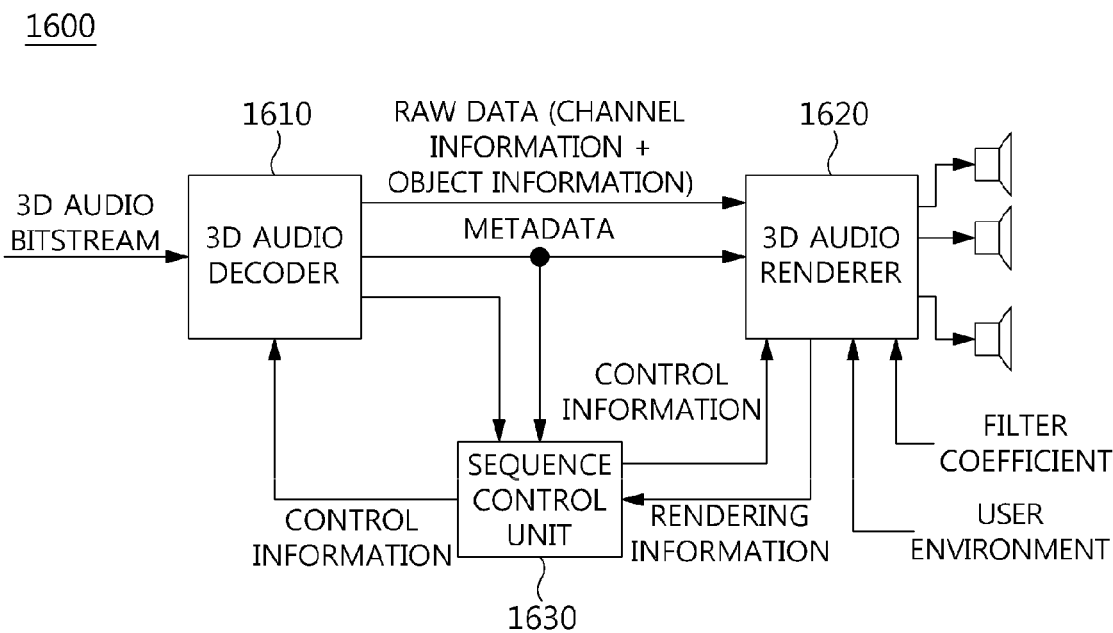 1600
1610
RAW DATA (CHANNEL
INFORMATION +
OBJECT INFORMATION)
1620
3D AUDIO
BITSTREAM
3D AUDIO
DECODER
METADATA
3D AUDIO
RENDERER
CONTROL
INFORMATION
FILTER
COEFFICIENT
SEQUENCE
CONTROL
UNIT
CONTROL
INFORMATION
RENDERING
INFORMATION
USER
ENVIRONMENT
1630